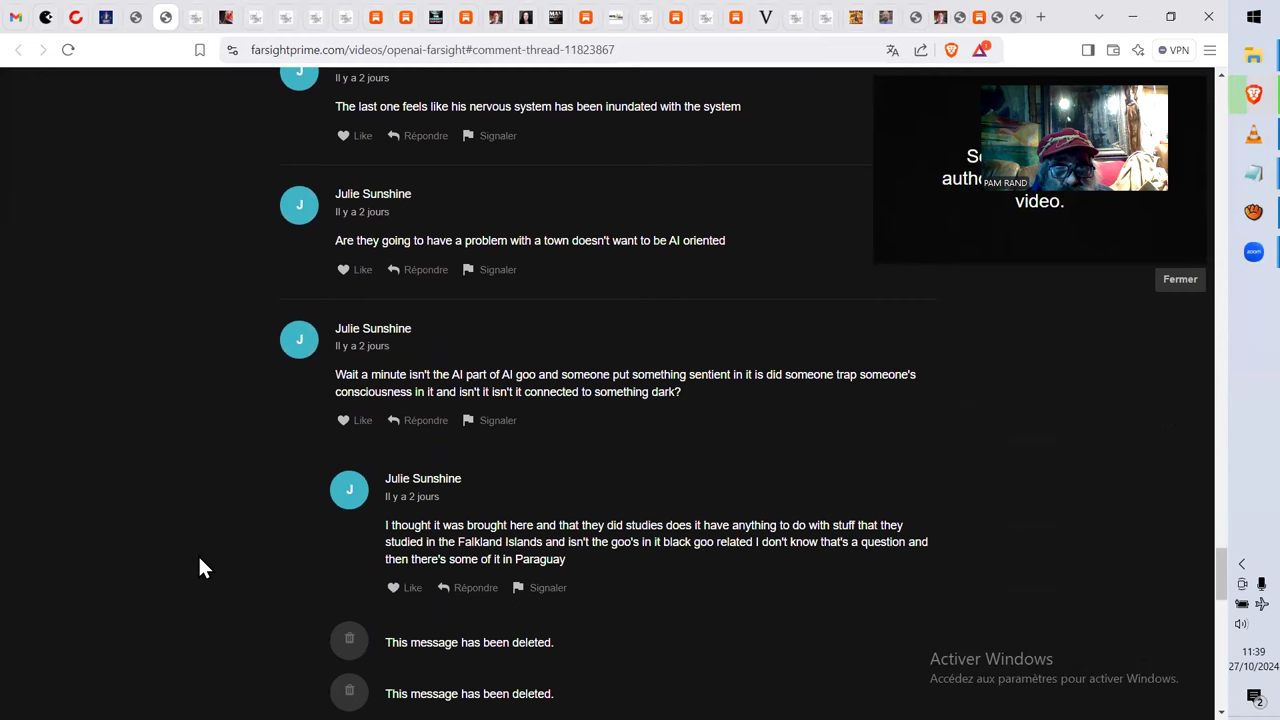 VPN
farsightprime.com/videos/openai-farsight#comment-thread-11823867
1
J
Il y a 2 jours
The last one feels like his nervous system has been inundated with the system
Like Répondre Signaler
PAM RAND
video.
Fermer
J
Julie Sunshine
Il y a 2 jours
Are they going to have a problem with a town doesn't want to be AI oriented
Like Répondre Signaler
J
Julie Sunshine
Il y a 2 jours
Wait a minute isn't the AI part of AI goo and someone put something sentient in it is did someone trap someone's
consciousness in it and isn't it isn't it connected to something dark?
Like Répondre Signaler
J
Julie Sunshine
Il y a 2 jours
I thought it was brought here and that they did studies does it have anything to do with stuff that they
studied in the Falkland Islands and isn't the goo's in it black goo related I don't know that's a question and
then there's some of it in Paraguay
Like Répondre Signaler
This message has been deleted.
This message has been deleted.
Activer Windows
Accédez aux paramètres pour activer Windows.
zoom
11:39
27/10/2024
2